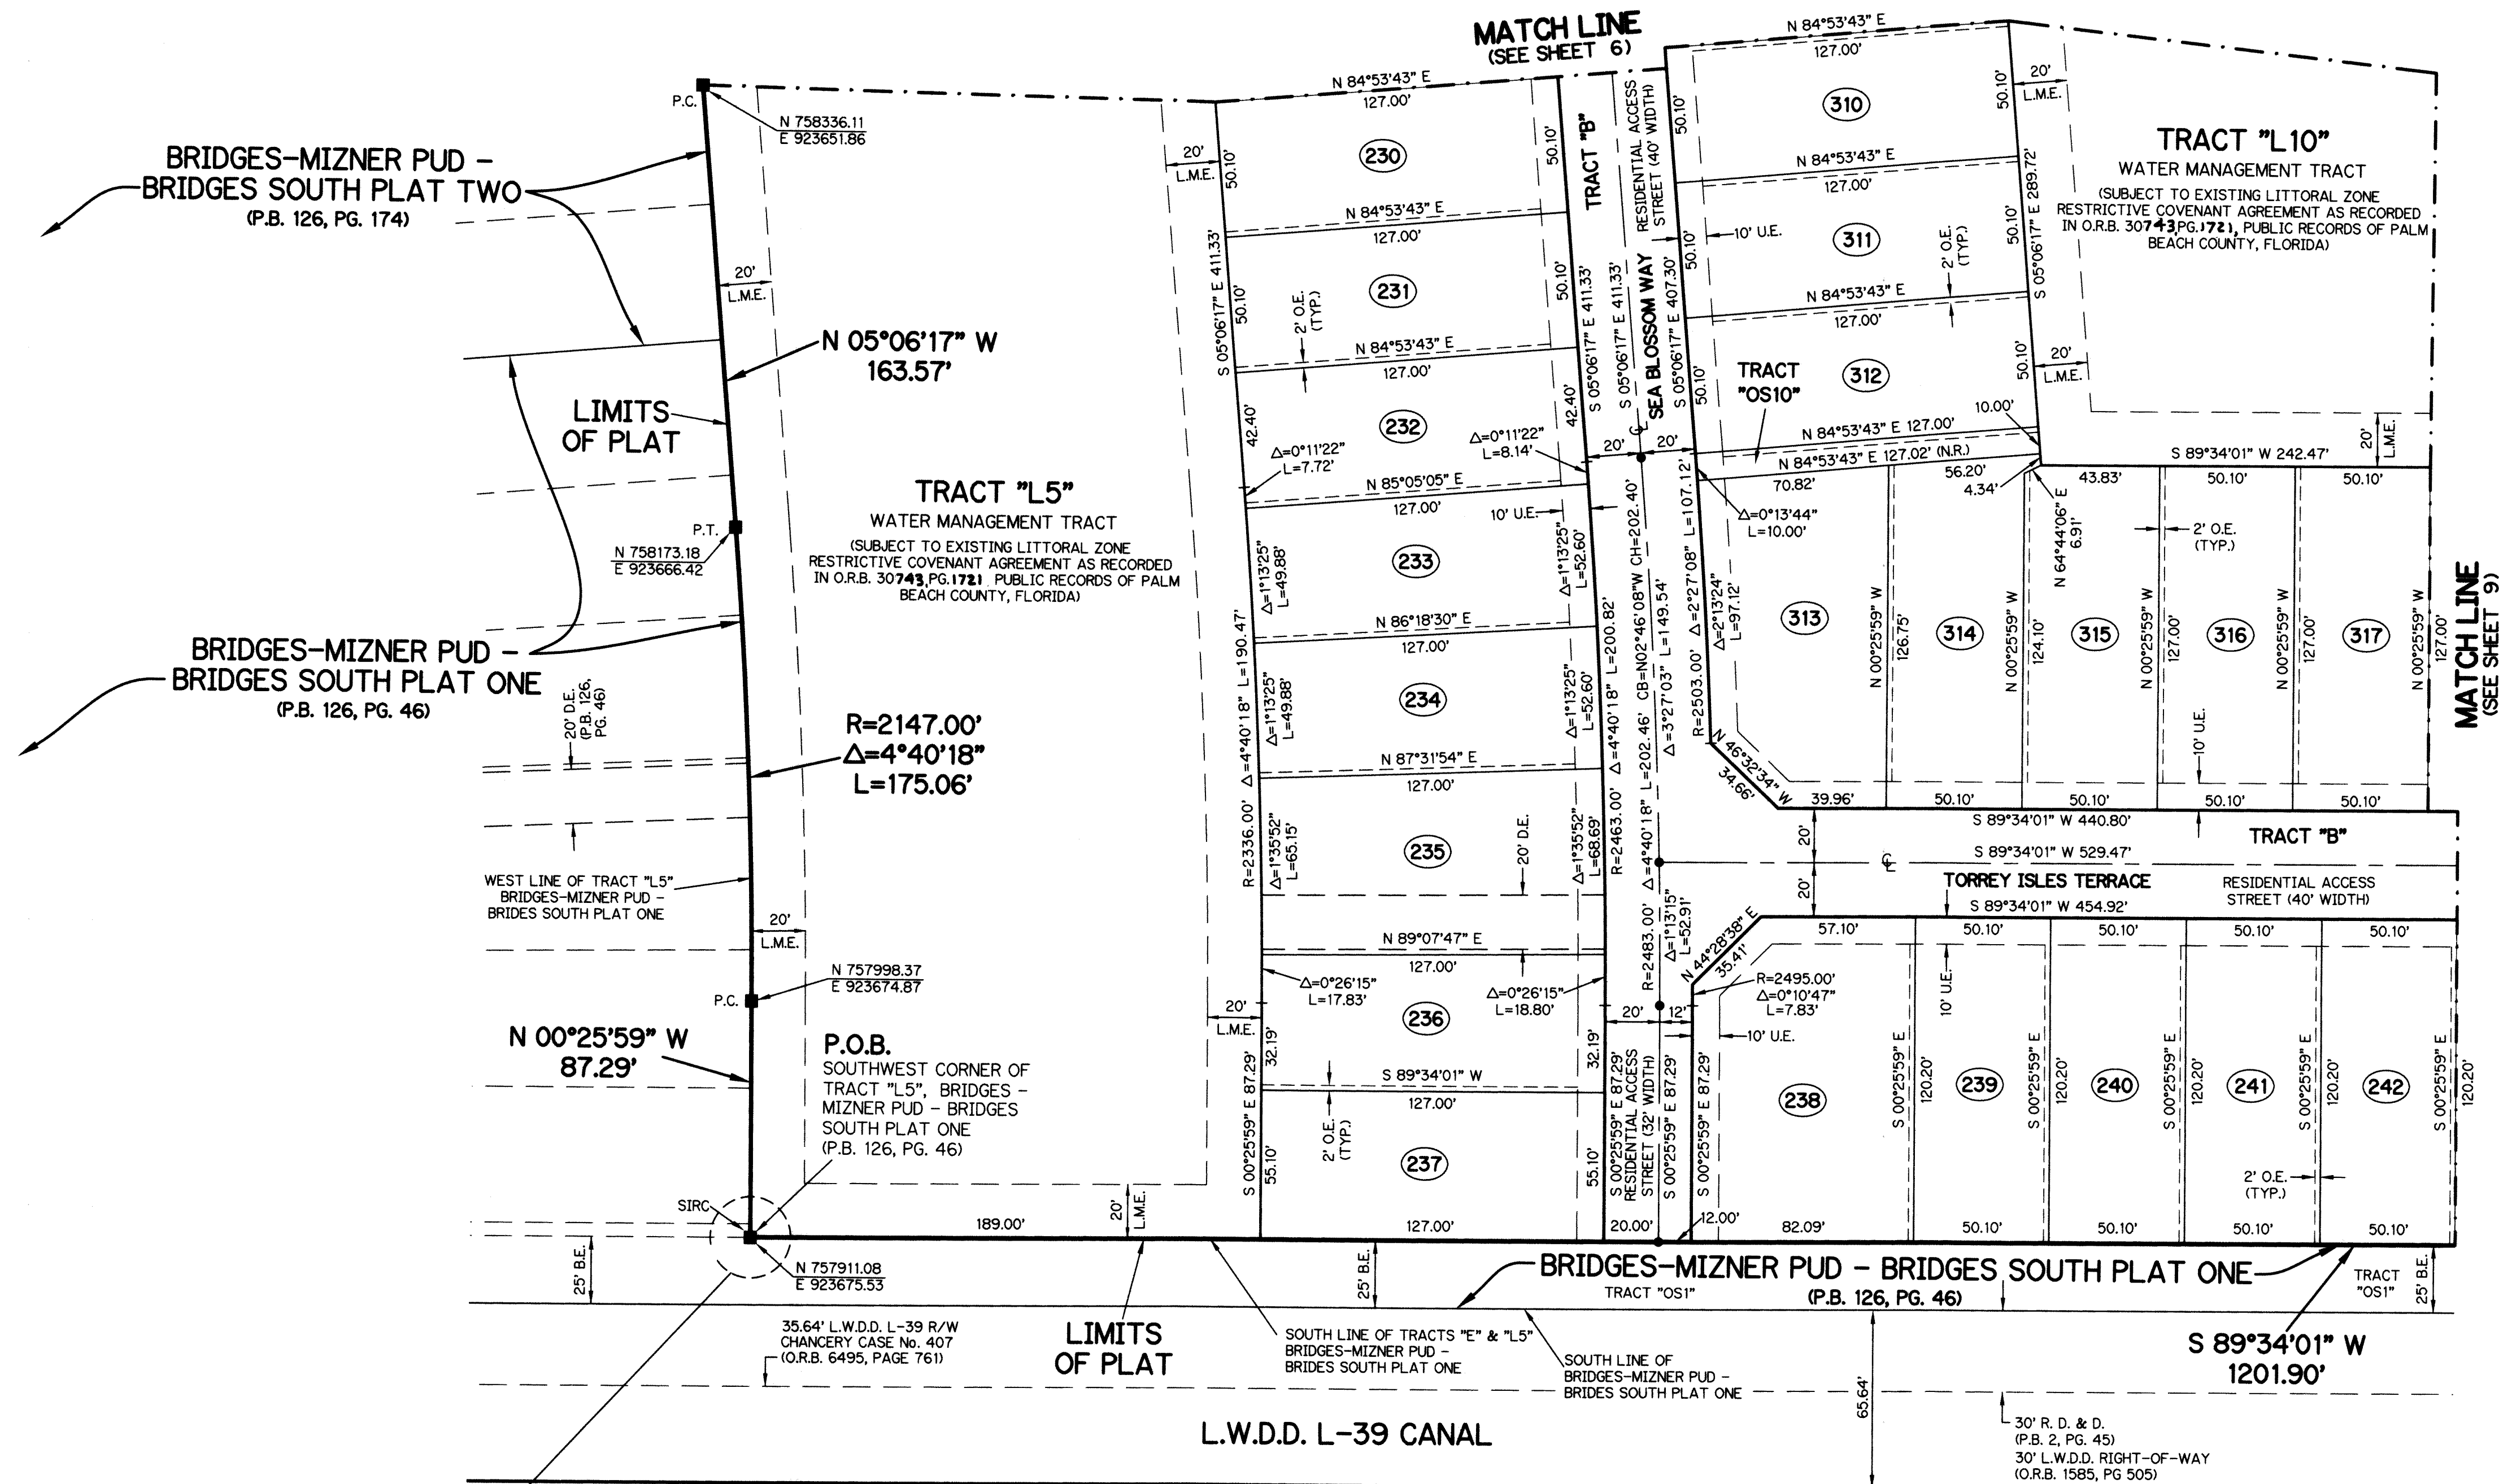 MATCH LINE
(SEE SHEET 6)
BRIDGES-MIZNER PUD -
BRIDGES SOUTH PLAT TWO
(P.B. 126, PG. 174)
P.C.
N 758336.11
E 923651.86
20'
L.M.E.
N 05°06'17" W
163.57'
LIMITS
OF PLAT
P.T.
N 758173.18
E 923666.42
BRIDGES-MIZNER PUD -
BRIDGES SOUTH PLAT ONE
(P.B. 126, PG. 46)
20' D.E.
(P.B. 126,
PG. 46)
R=2147.00'
Δ=4°40'18"
L=175.06'
WEST LINE OF TRACT "L5"
BRIDGES-MIZNER PUD -
BRIDES SOUTH PLAT ONE
20'
L.M.E.
P.C.
N 757998.37
E 923674.87
N 00°25'59" W
87.29'
P.O.B.
SOUTHWEST CORNER OF
TRACT "L5", BRIDGES -
MIZNER PUD - BRIDGES
SOUTH PLAT ONE
(P.B. 126, PG. 46)
SIRC
N 757911.08
E 923675.53
25' B.E.
TRACT "L5"
WATER MANAGEMENT TRACT
(SUBJECT TO EXISTING LITTORAL ZONE
RESTRICTIVE COVENANT AGREEMENT AS RECORDED
IN O.R.B. 30743,PG.1721 PUBLIC RECORDS OF PALM
BEACH COUNTY, FLORIDA)
20'
L.M.E.
189.00'
20'
L.M.E.
20'
L.M.E.
N 84°53'43" E
127.00'
50.10'
230
50.10'
N 84°53'43" E
127.00'
S 05°06'17" E 411.33'
50.10'
231
50.10'
2' O.E.
(TYP.)
N 84°53'43" E
127.00'
42.40'
232
42.40'
Δ=0°11'22"
L=7.72'
Δ=0°11'22"
L=8.14'
N 85°05'05" E
127.00'
10' U.E.
Δ=1°13'25"
L=49.88'
233
Δ=1°13'25"
L=52.60'
N 86°18'30" E
127.00'
R=2336.00' Δ=4°40'18" L=190.47'
Δ=1°13'25"
L=49.88'
234
Δ=1°13'25"
L=52.60'
N 87°31'54" E
127.00'
Δ=1°35'52"
L=65.15'
235
20' D.E.
Δ=1°35'52"
L=68.69'
N 89°07'47" E
127.00'
Δ=0°26'15"
L=17.83'
Δ=0°26'15"
L=18.80'
236
32.19'
32.19'
S 89°34'01" W
127.00'
2' O.E.
(TYP.)
S 00°25'59" E 87.29'
55.10'
237
55.10'
127.00'
TRACT "B"
RESIDENTIAL ACCESS
STREET (40' WIDTH)
SEA BLOSSOM WAY
S 05°06'17" E 411.33'
S 05°06'17" E 411.33'
S 05°06'17" E 407.30'
20'
20'
R=2463.00' Δ=4°40'18" L=200.82'
R=2483.00' Δ=4°40'18" L=202.46' CB=N02°46'08"W CH=202.40'
Δ=3°27'03" L=149.54'
Δ=1°13'15"
L=52.91'
R=2503.00' Δ=2°27'08" L=107.12'
20'
12'
S 00°25'59" E 87.29'
RESIDENTIAL ACCESS
STREET (32' WIDTH)
S 00°25'59" E 87.29'
S 00°25'59" E 87.29'
20.00'
12.00'
N 84°53'43" E
127.00'
50.10'
310
50.10'
N 84°53'43" E
127.00'
10' U.E.
50.10'
311
50.10'
2' O.E.
(TYP.)
N 84°53'43" E
127.00'
50.10'
312
50.10'
S 05°06'17" E 289.72'
TRACT
"OS10"
10.00'
N 84°53'43" E 127.00'
N 84°53'43" E 127.02' (N.R.)
70.82'
56.20'
4.34'
Δ=0°13'44"
L=10.00'
20'
L.M.E.
TRACT "L10"
WATER MANAGEMENT TRACT
(SUBJECT TO EXISTING LITTORAL ZONE
RESTRICTIVE COVENANT AGREEMENT AS RECORDED
IN O.R.B. 30743,PG.1721, PUBLIC RECORDS OF PALM
BEACH COUNTY, FLORIDA)
20'
L.M.E.
20'
L.M.E.
S 89°34'01" W 242.47'
43.83'
50.10'
50.10'
N 64°44'06" E
6.91'
2' O.E.
(TYP.)
Δ=2°13'24"
L=97.12'
313
N 00°25'59" W
126.75'
314
N 00°25'59" W
124.10'
315
N 00°25'59" W
127.00'
316
N 00°25'59" W
127.00'
317
N 00°25'59" W
127.00'
MATCH LINE
(SEE SHEET 9)
10' U.E.
N 46°32'34" W
34.66'
39.96'
50.10'
50.10'
50.10'
50.10'
S 89°34'01" W 440.80'
TRACT "B"
20'
S 89°34'01" W 529.47'
20'
TORREY ISLES TERRACE
RESIDENTIAL ACCESS
STREET (40' WIDTH)
S 89°34'01" W 454.92'
N 44°28'38" E
35.41'
57.10'
50.10'
50.10'
50.10'
50.10'
R=2495.00'
Δ=0°10'47"
L=7.83'
10' U.E.
10' U.E.
238
S 00°25'59" E
120.20'
239
S 00°25'59" E
120.20'
240
S 00°25'59" E
120.20'
241
S 00°25'59" E
120.20'
242
S 00°25'59" E
120.20'
2' O.E.
(TYP.)
82.09'
50.10'
50.10'
50.10'
50.10'
BRIDGES-MIZNER PUD - BRIDGES SOUTH PLAT ONE
(P.B. 126, PG. 46)
TRACT "OS1"
TRACT
"OS1"
25' B.E.
25' B.E.
35.64' L.W.D.D. L-39 R/W
CHANCERY CASE No. 407
(O.R.B. 6495, PAGE 761)
LIMITS
OF PLAT
SOUTH LINE OF TRACTS "E" & "L5"
BRIDGES-MIZNER PUD -
BRIDES SOUTH PLAT ONE
SOUTH LINE OF
BRIDGES-MIZNER PUD -
BRIDES SOUTH PLAT ONE
S 89°34'01" W
1201.90'
65.64'
L.W.D.D. L-39 CANAL
30' R. D. & D.
(P.B. 2, PG. 45)
30' L.W.D.D. RIGHT-OF-WAY
(O.R.B. 1585, PG 505)